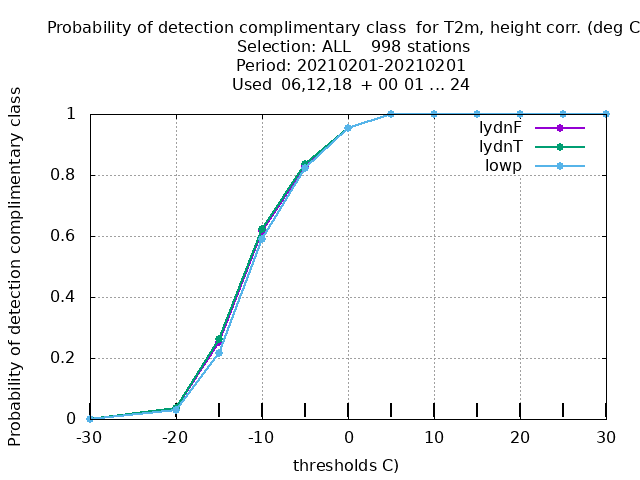 Probability of detection complimentary class  for T2m, height corr. (deg C
Selection: ALL    998 stations
Period: 20210201-20210201
Used  06,12,18  + 00 01 ... 24
Probability of detection complimentary class
1
0.8
0.6
0.4
0.2
0
lydnF
lydnT
lowp
-30 -20 -10 0 10 20 30
thresholds C)